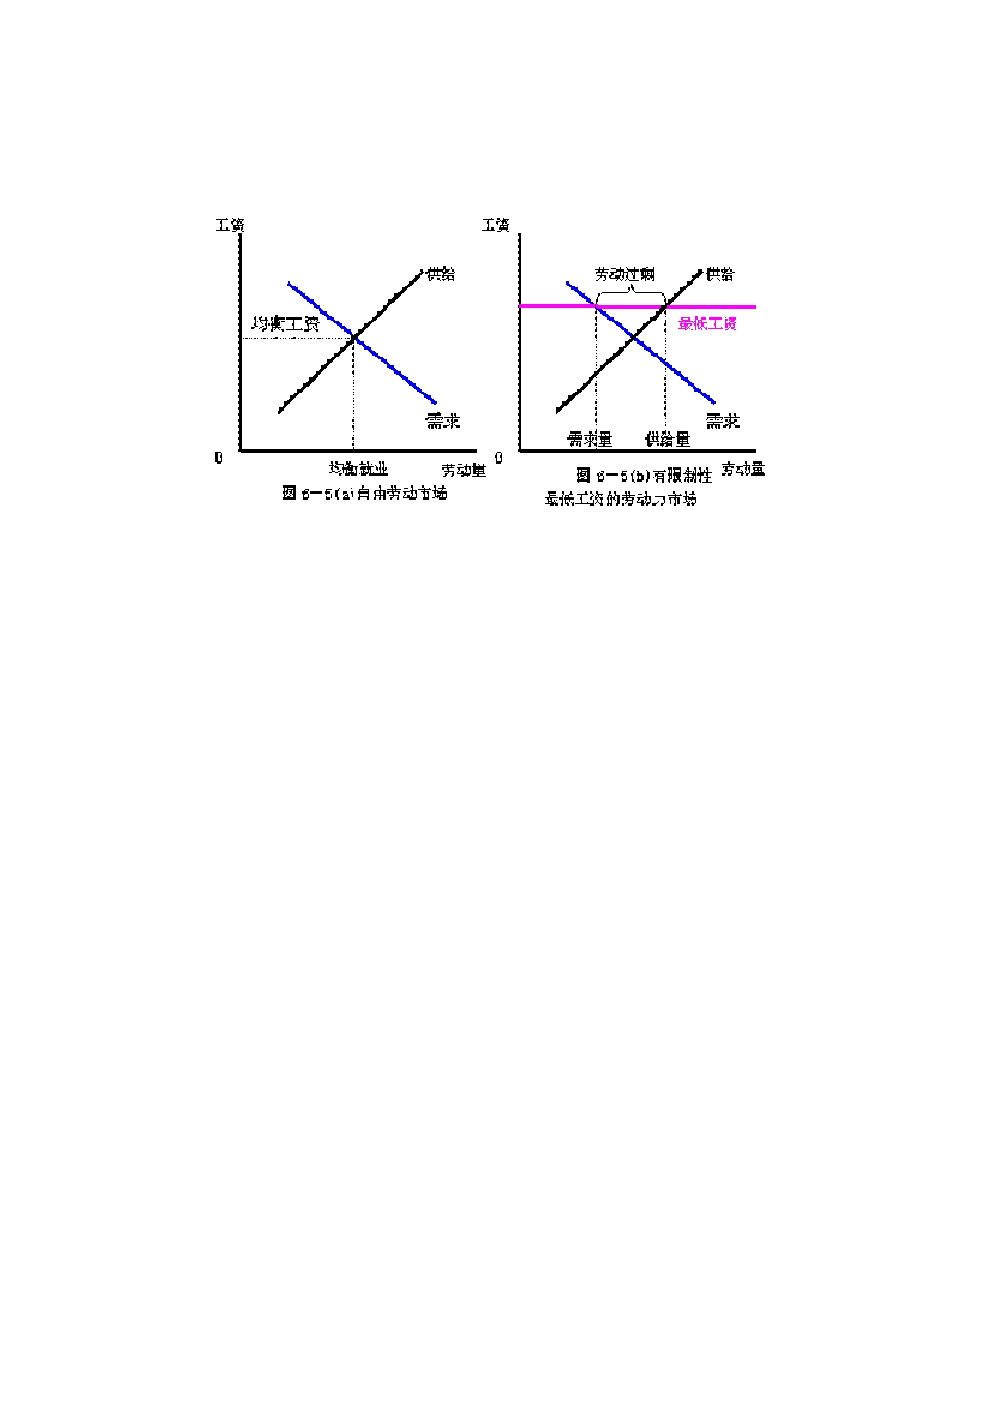 工资
供给
均衡工资
需求
0
均衡就业
劳动量
图 6－5(a)自由劳动市场
工资
劳动过剩
供给
最低工资
需求
需求量
供给量
0
劳动量
图 6－5(b)有限制性
最低工资的劳动力市场